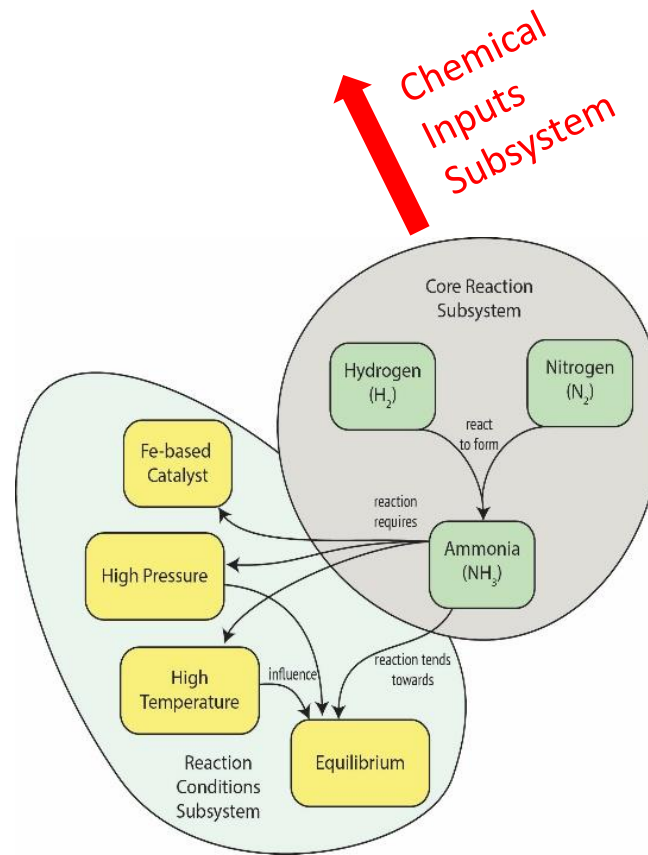 Chemical
Inputs
Subsystem
Core Reaction
Subsystem
Hydrogen
(H₂)
Nitrogen
(N₂)
react
to form
Fe-based
Catalyst
reaction
requires
Ammonia
(NH₃)
High Pressure
High
Temperature
influence
reaction tends
towards
Equilibrium
Reaction
Conditions
Subsystem